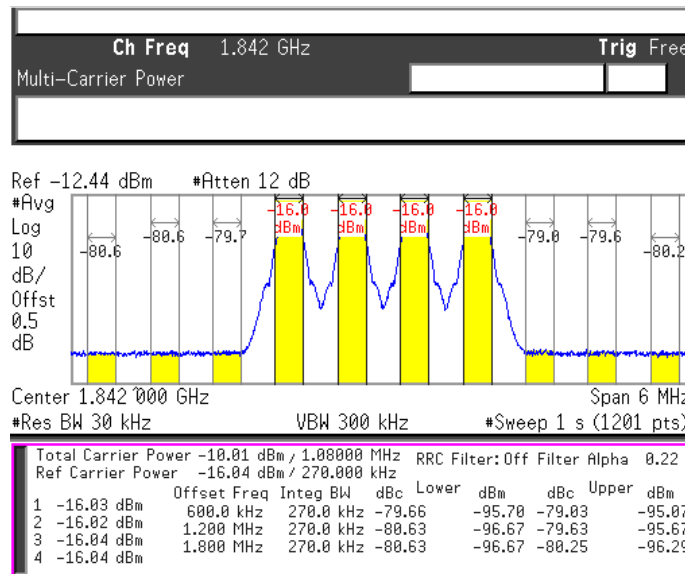 Ch Freq 1.842 GHz Trig Free
Multi-Carrier Power
Ref -12.44 dBm #Atten 12 dB
#Avg
Log
10
dB/
Offst
0.5
dB
-16.0 dBm -16.0 dBm -16.0 dBm -16.0 dBm
-80.6 -80.6 -79.7 -79.0 -79.6 -80.2
Center 1.842 000 GHz Span 6 MHz
#Res BW 30 kHz VBW 300 kHz #Sweep 1 s (1201 pts)
Total Carrier Power -10.01 dBm/1.08000 MHz RRC Filter:Off Filter Alpha 0.22
Ref Carrier Power -16.04 dBm/270.000 kHz
Offset Freq Integ BW dBc Lower dBm dBc Upper dBm
1 -16.03 dBm 600.0 kHz 270.0 kHz -79.66 -95.70 -79.03 -95.07
2 -16.02 dBm 1.200 MHz 270.0 kHz -80.63 -96.67 -79.63 -95.67
3 -16.04 dBm 1.800 MHz 270.0 kHz -80.63 -96.67 -80.25 -96.29
4 -16.04 dBm